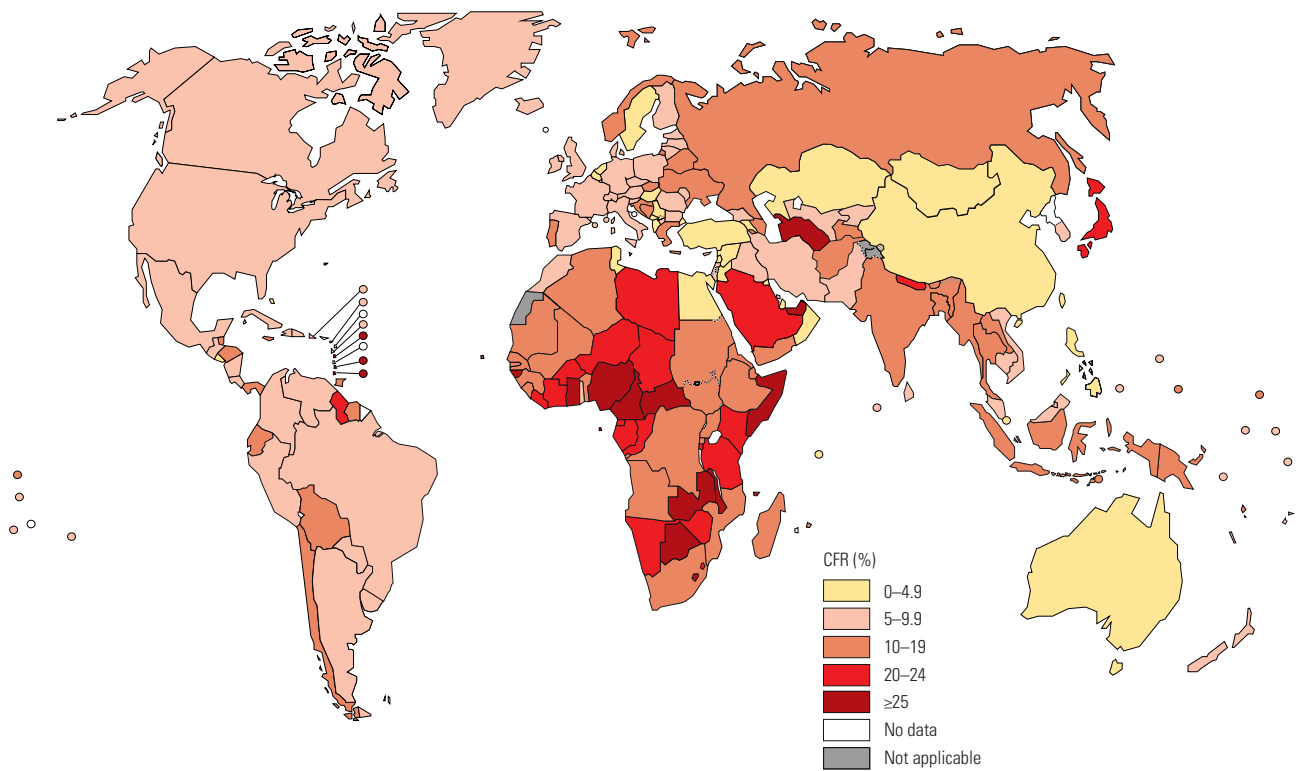 CFR (%)
0–4.9
5–9.9
10–19
20–24
≥25
No data
Not applicable